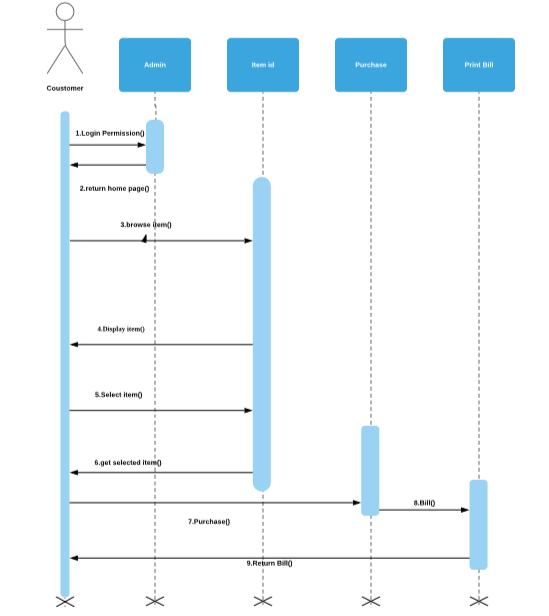 Coustomer
Admin
Item id
Purchase
Print Bill
1.Login Permission()
2.return home page()
3.browse item()
4.Display item()
5.Select item()
6.get selected item()
7.Purchase()
8.Bill()
9.Return Bill()